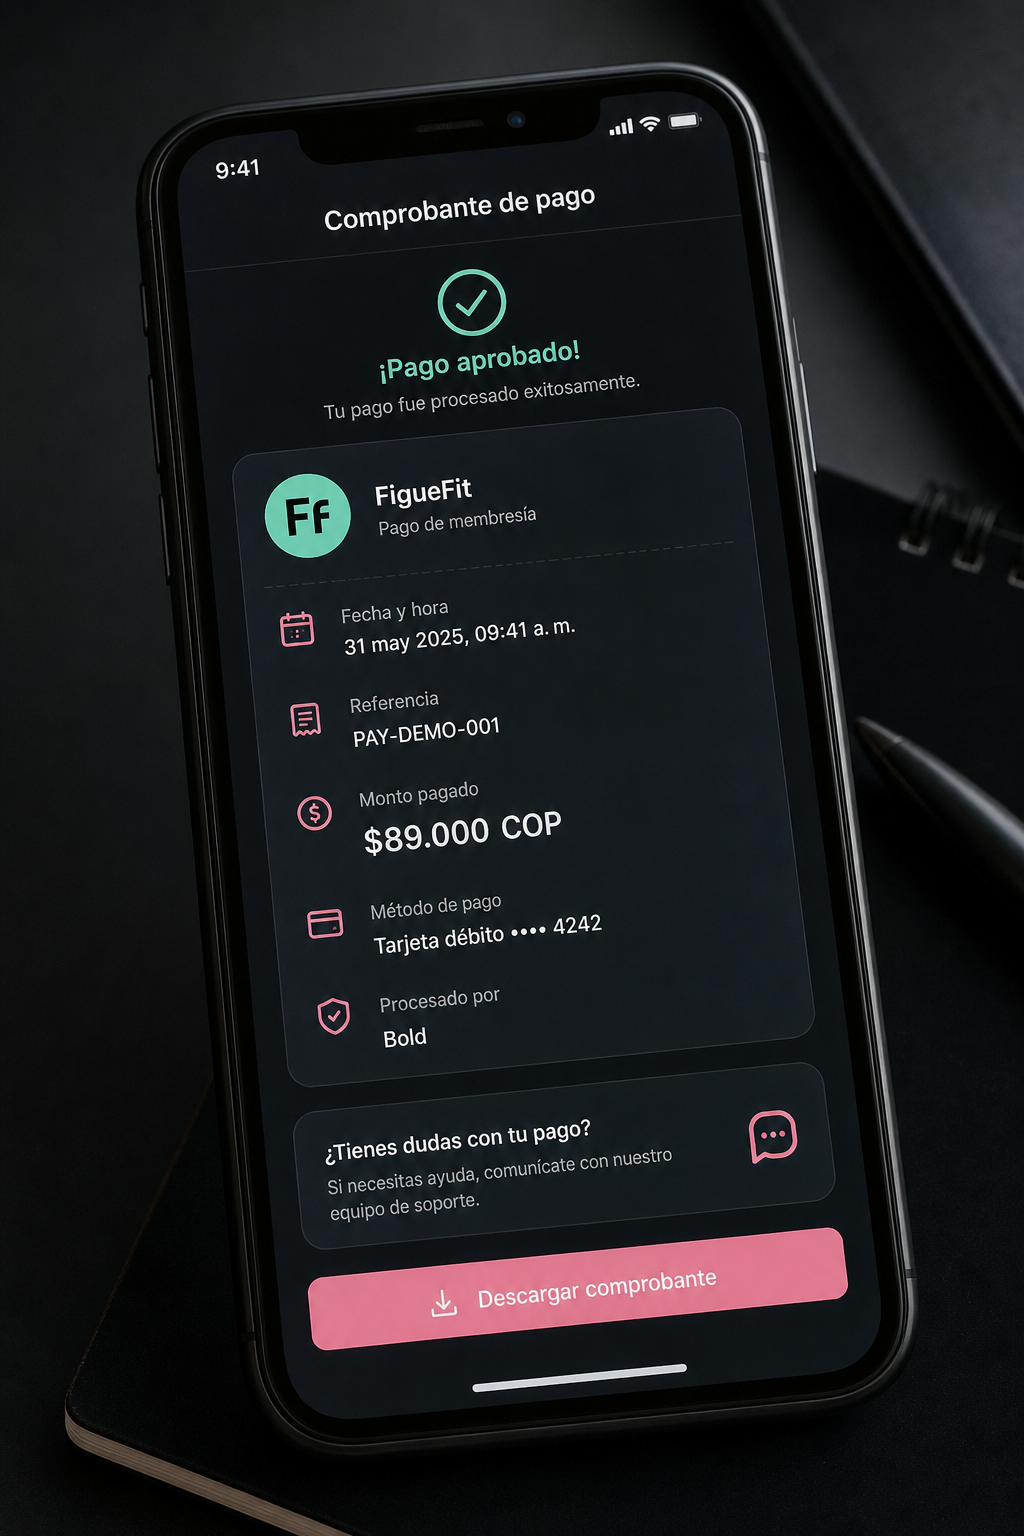 9:41
Comprobante de pago
¡Pago aprobado!
Tu pago fue procesado exitosamente.
Ff
FigueFit
Pago de membresía
Fecha y hora
31 may 2025, 09:41 a. m.
Referencia
PAY-DEMO-001
Monto pagado
$89.000 COP
Método de pago
Tarjeta débito •••• 4242
Procesado por
Bold
¿Tienes dudas con tu pago?
Si necesitas ayuda, comunícate con nuestro
equipo de soporte.
Descargar comprobante